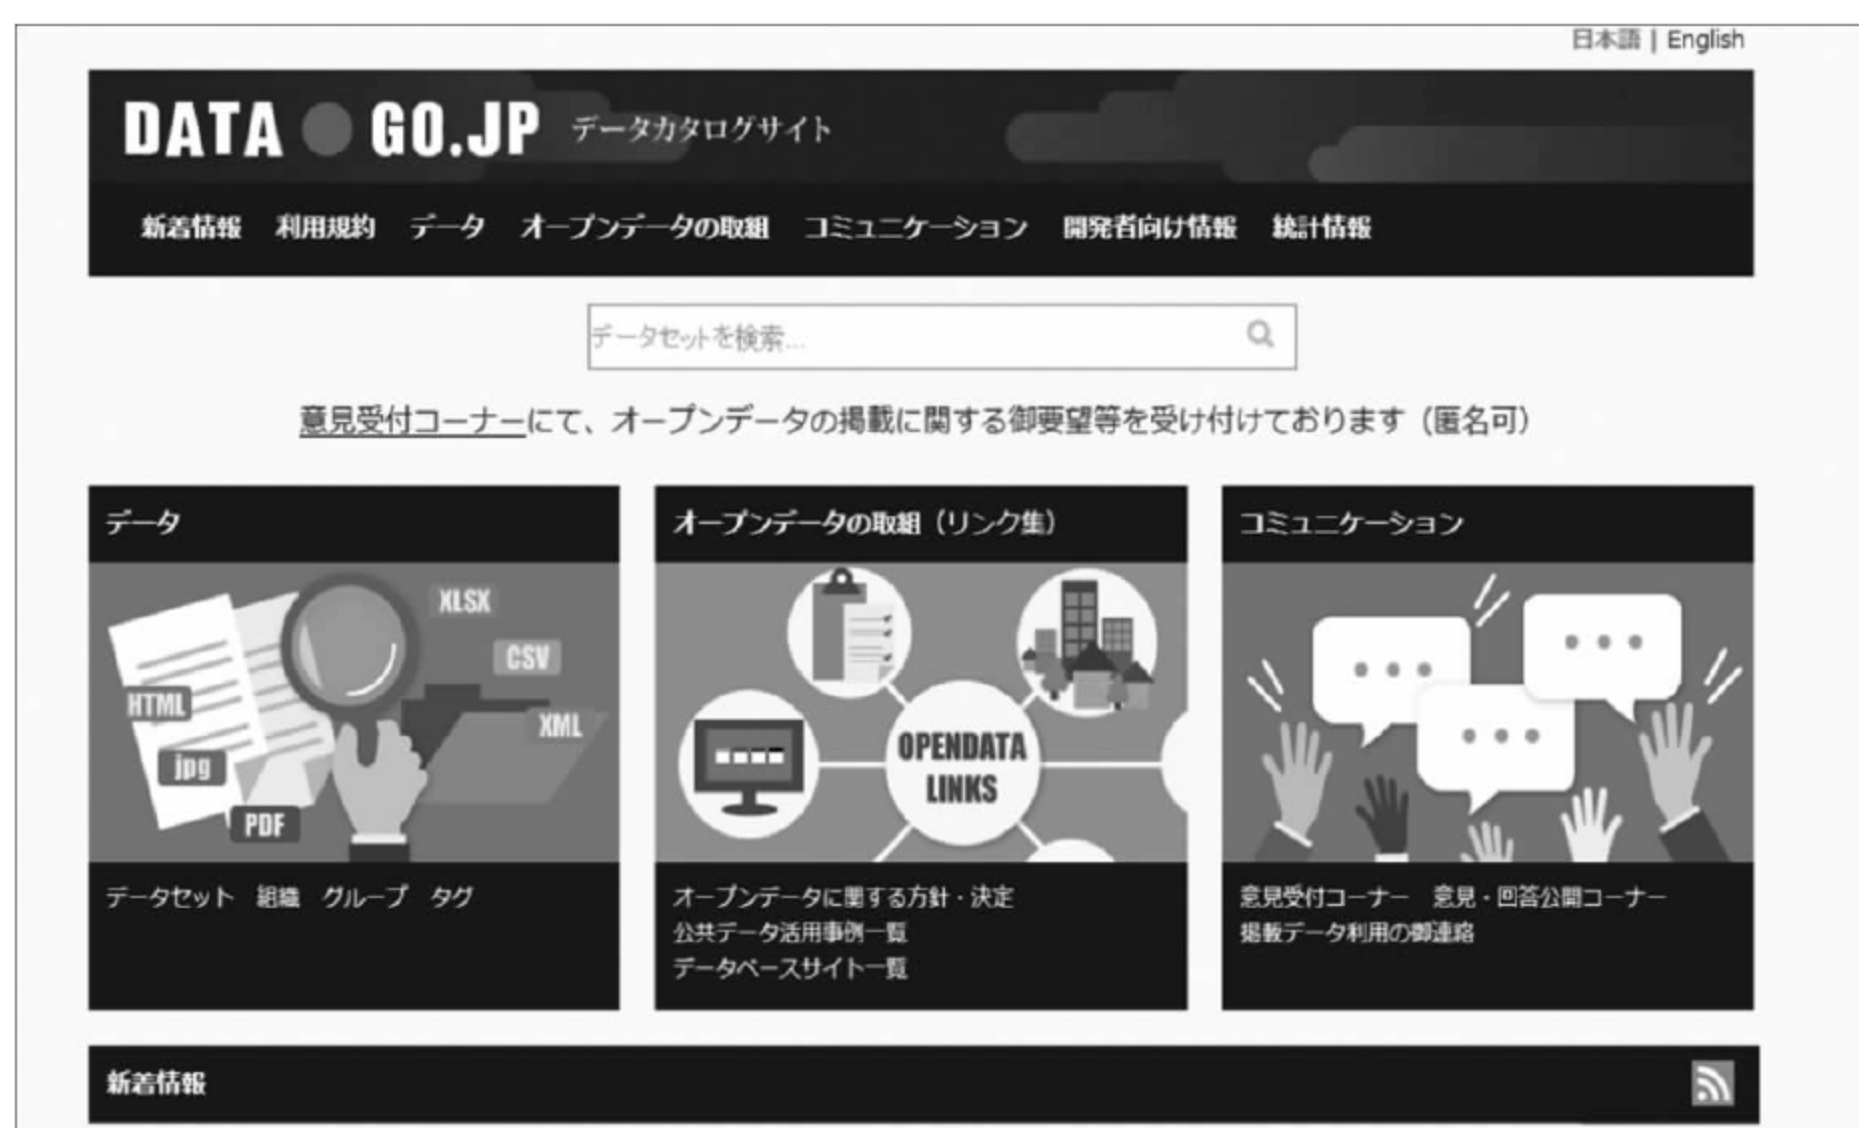 日本語 | English
DATA GO.JP データカタログサイト
新着情報 利用規約 データ オープンデータの取組 コミュニケーション 開発者向け情報 統計情報
データセットを検索...
意見受付コーナーにて、オープンデータの掲載に関する御要望等を受け付けております（匿名可）
データ
XLSX
CSV
HTML
XML
jpg
PDF
データセット 組織 グループ タグ
オープンデータの取組（リンク集）
OPENDATA
LINKS
オープンデータに関する方針・決定
公共データ活用事例一覧
データベースサイト一覧
コミュニケーション
意見受付コーナー 意見・回答公開コーナー
掲載データ利用の御連絡
新着情報